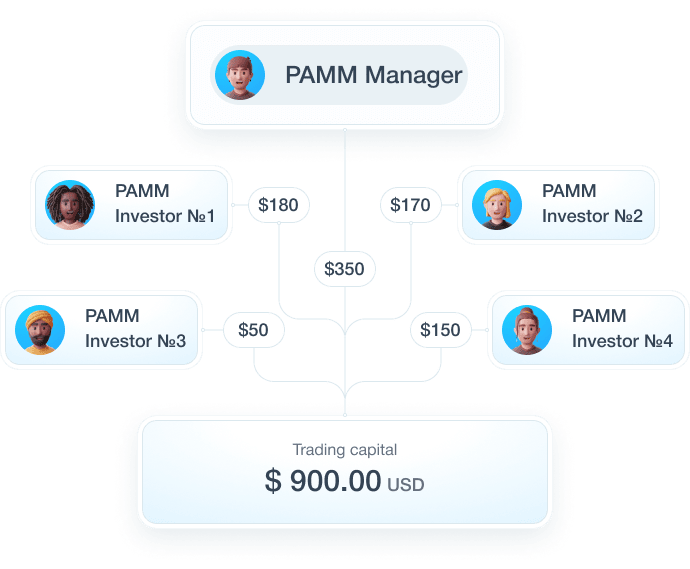 PAMM Manager
PAMM
Investor №1
$180
$170
PAMM
Investor №2
$350
PAMM
Investor №3
$50
$150
PAMM
Investor №4
Trading capital
$ 900.00 USD